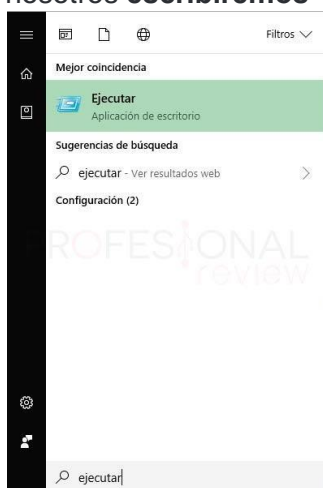 nosotros escribiremos
Filtros
Mejor coincidencia
Ejecutar
Aplicación de escritorio
Sugerencias de búsqueda
ejecutar - Ver resultados web
Configuración (2)
PROFESIONAL
review
ejecutar